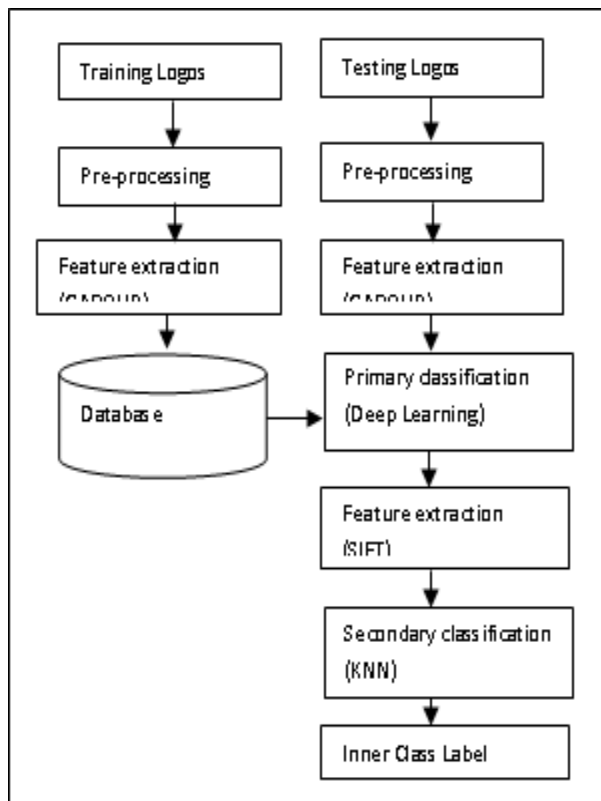 Training Logos
Pre-processing
Feature extraction
Database
Testing Logos
Pre-processing
Feature extraction
Primary classification
(Deep Learning)
Feature extraction
(SIFT)
Secondary classification
(KNN)
Inner Class Label